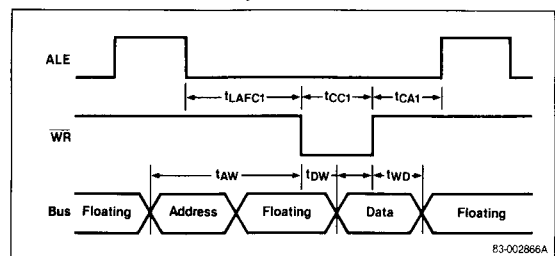 ALE
tLAFC1 tCC1 tCA1
WR
tAW tDW tWD
Bus Floating Address Floating Data Floating
83-002866A